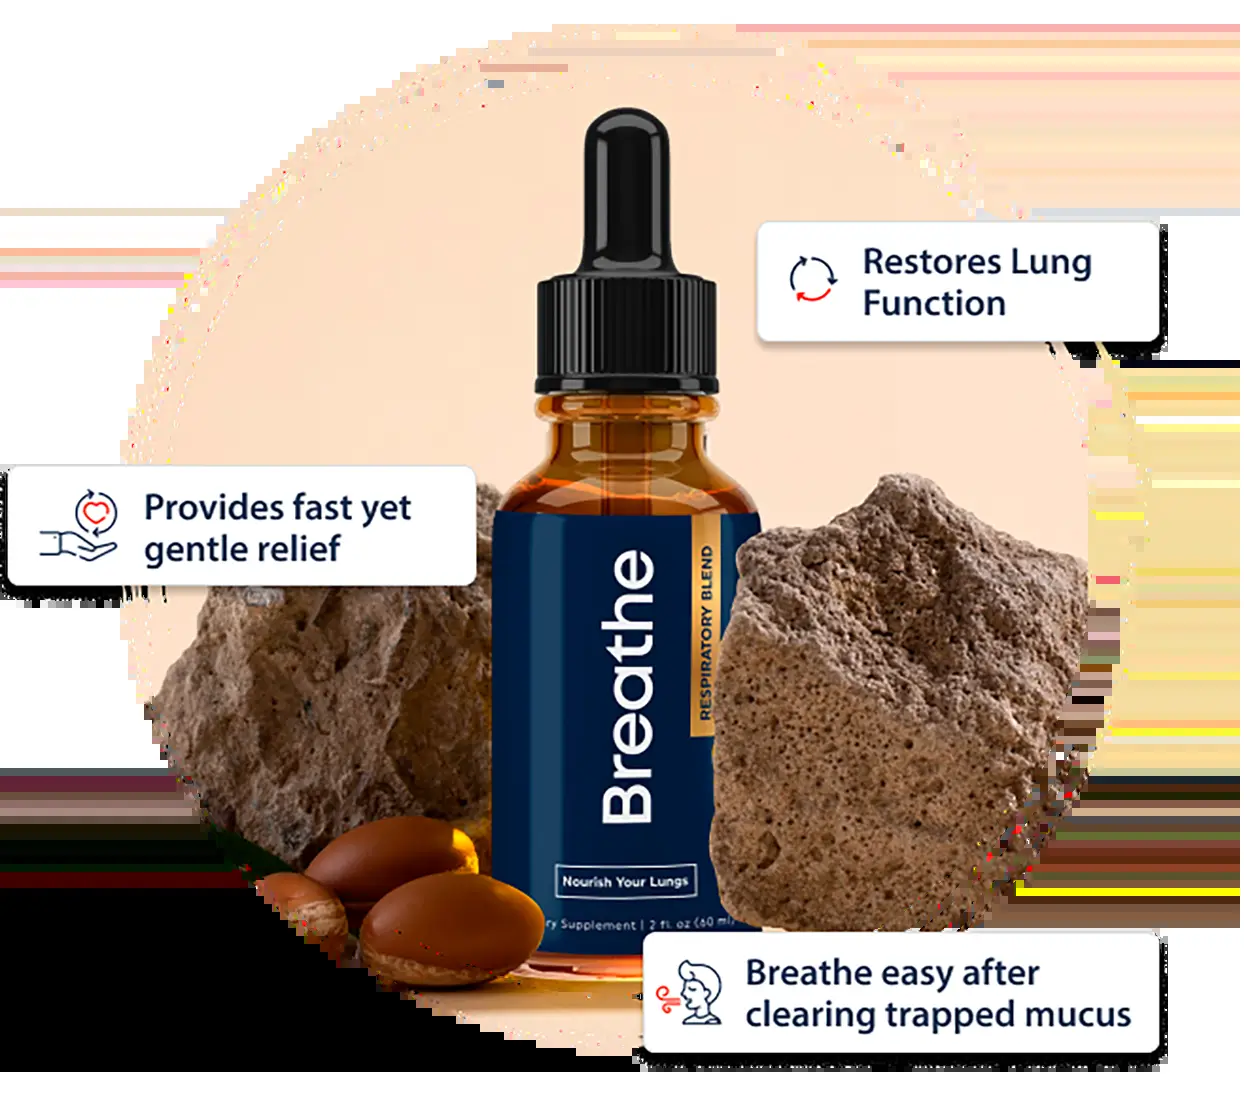 Restores Lung
Function
Provides fast yet
gentle relief
Breathe
RESPIRATORY BLEND
Nourish Your Lungs
ry Supplement | 2 fl. oz (60 ml)
Breathe easy after
clearing trapped mucus